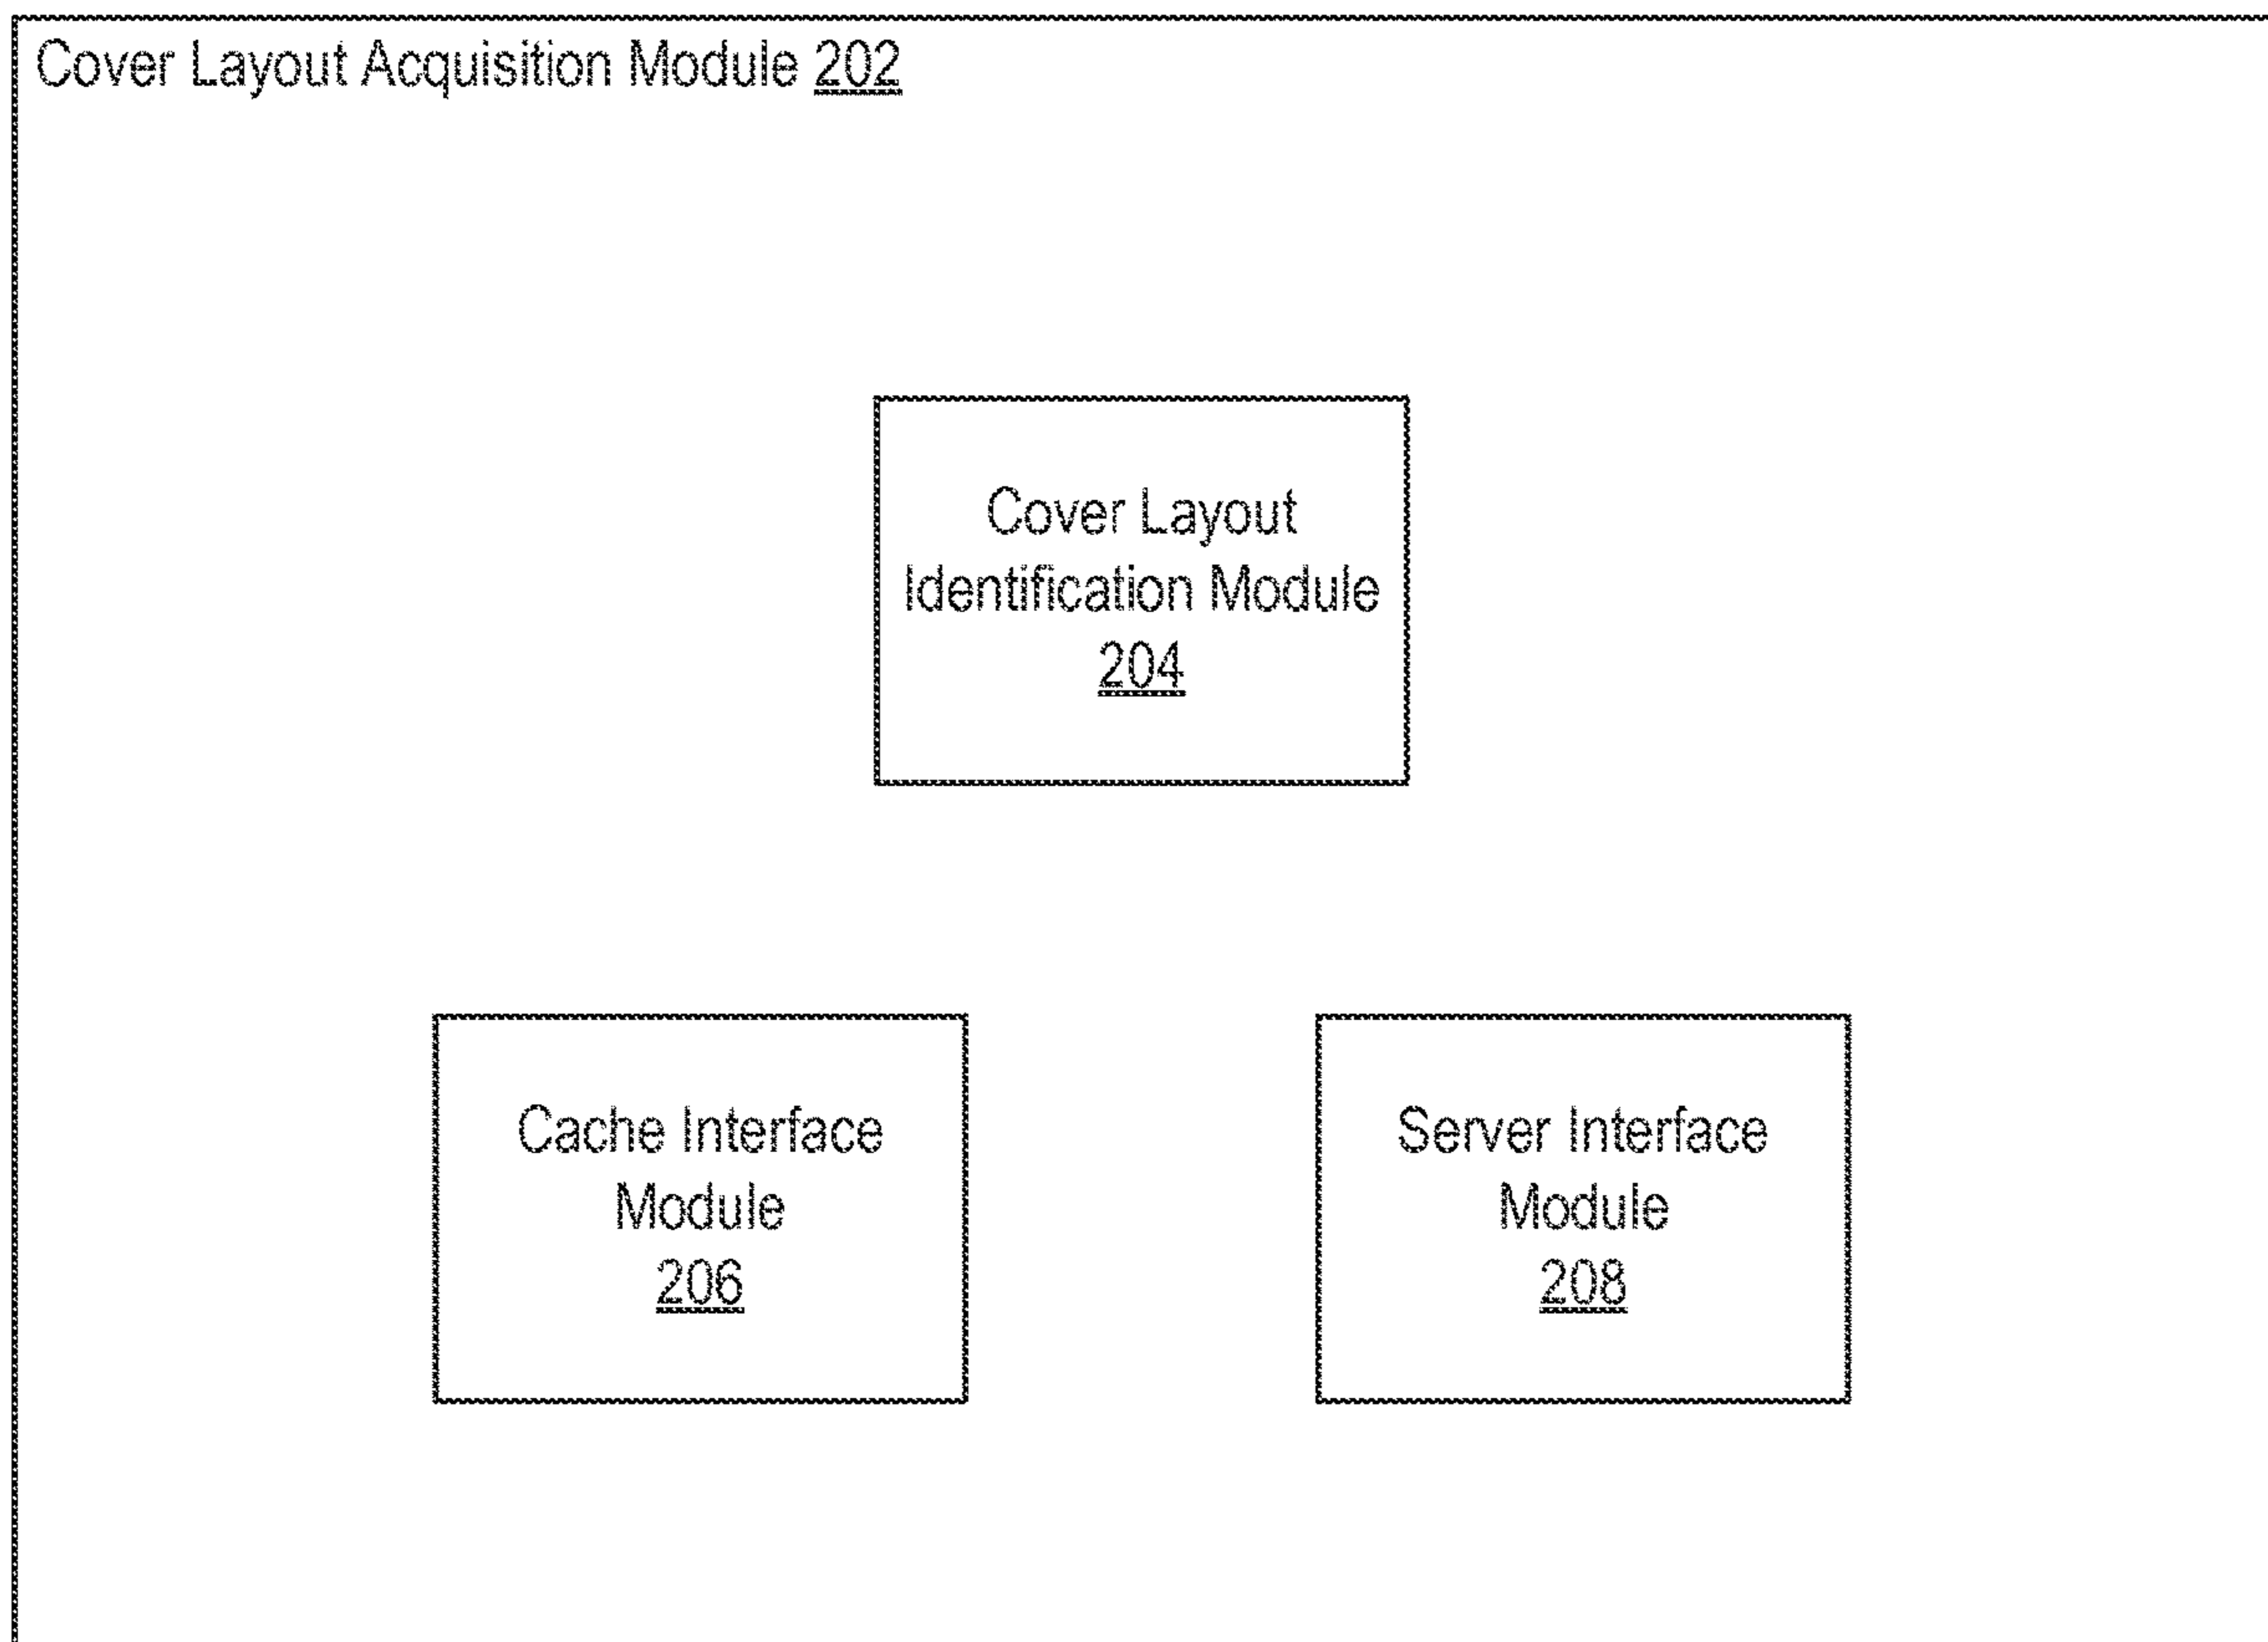 Cover Layout Acquisition Module 202
Cover Layout
Identification Module
204
Cache Interface
Module
206
Server Interface
Module
208